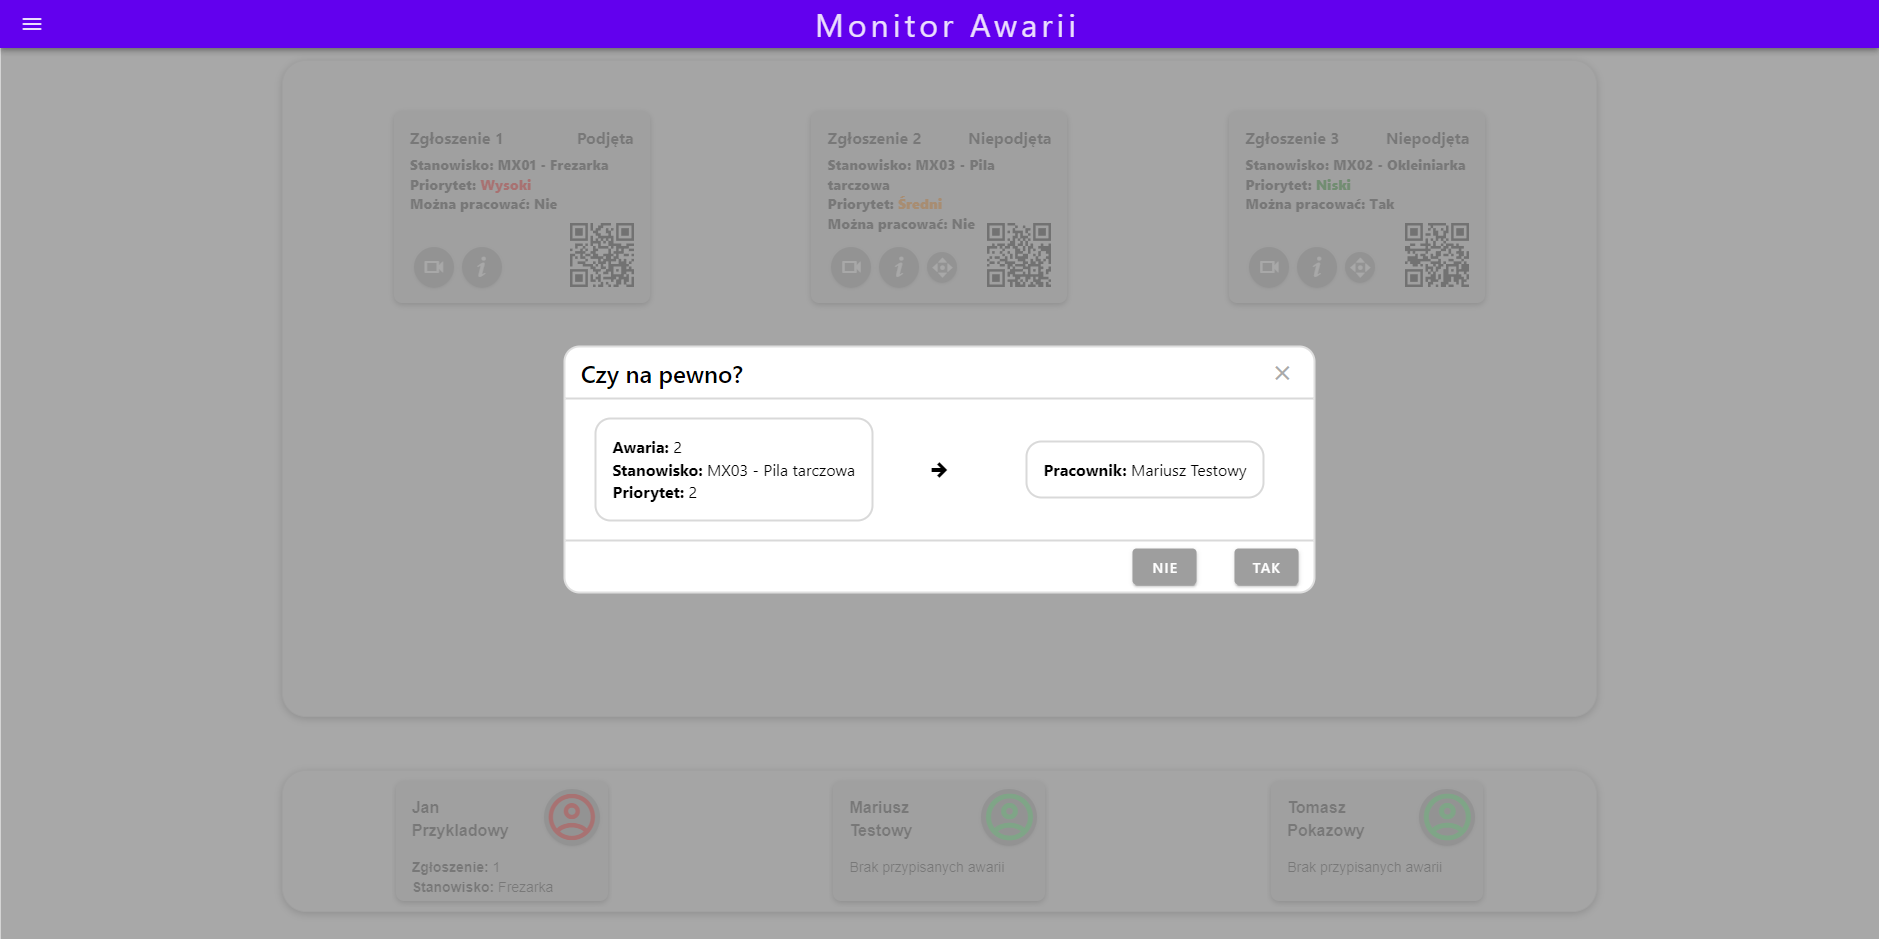 Monitor Awarii
Zgłoszenie 1 Podjęta
Stanowisko: MX01 - Frezarka
Priorytet: Wysoki
Można pracować: Nie
Zgłoszenie 2 Niepodjęta
Stanowisko: MX03 - Pila
tarczowa
Priorytet: Średni
Można pracować: Nie
Zgłoszenie 3 Niepodjęta
Stanowisko: MX02 - Okleiniarka
Priorytet: Niski
Można pracować: Tak
Czy na pewno?
Awaria: 2
Stanowisko: MX03 - Pila tarczowa
Priorytet: 2
Pracownik: Mariusz Testowy
NIE
TAK
Jan
Przykladowy
Zgłoszenie: 1
Stanowisko: Frezarka
Mariusz
Testowy
Brak przypisanych awarii
Tomasz
Pokazowy
Brak przypisanych awarii